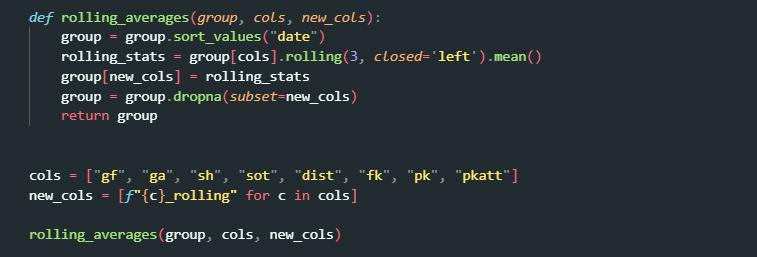 def rolling_averages(group, cols, new_cols):
    group = group.sort_values("date")
    rolling_stats = group[cols].rolling(3, closed='left').mean()
    group[new_cols] = rolling_stats
    group = group.dropna(subset=new_cols)
    return group
cols = ["gf", "ga", "sh", "sot", "dist", "fk", "pk", "pkatt"]
new_cols = [f"{c}_rolling" for c in cols]
rolling_averages(group, cols, new_cols)